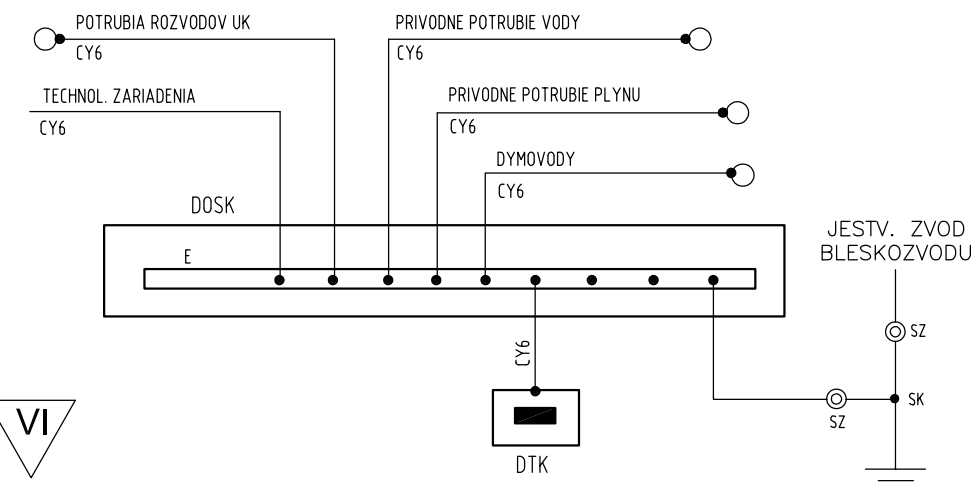 POTRUBIA ROZVODOV UK
CY6
PRIVODNE POTRUBIE VODY
CY6
TECHNOL. ZARIADENIA
CY6
PRIVODNE POTRUBIE PLYNU
CY6
DYMOVODY
CY6
DOSK
E
JESTV. ZVOD
BLESKOZVODU
SZ
CY6
SK
SZ
VI
DTK